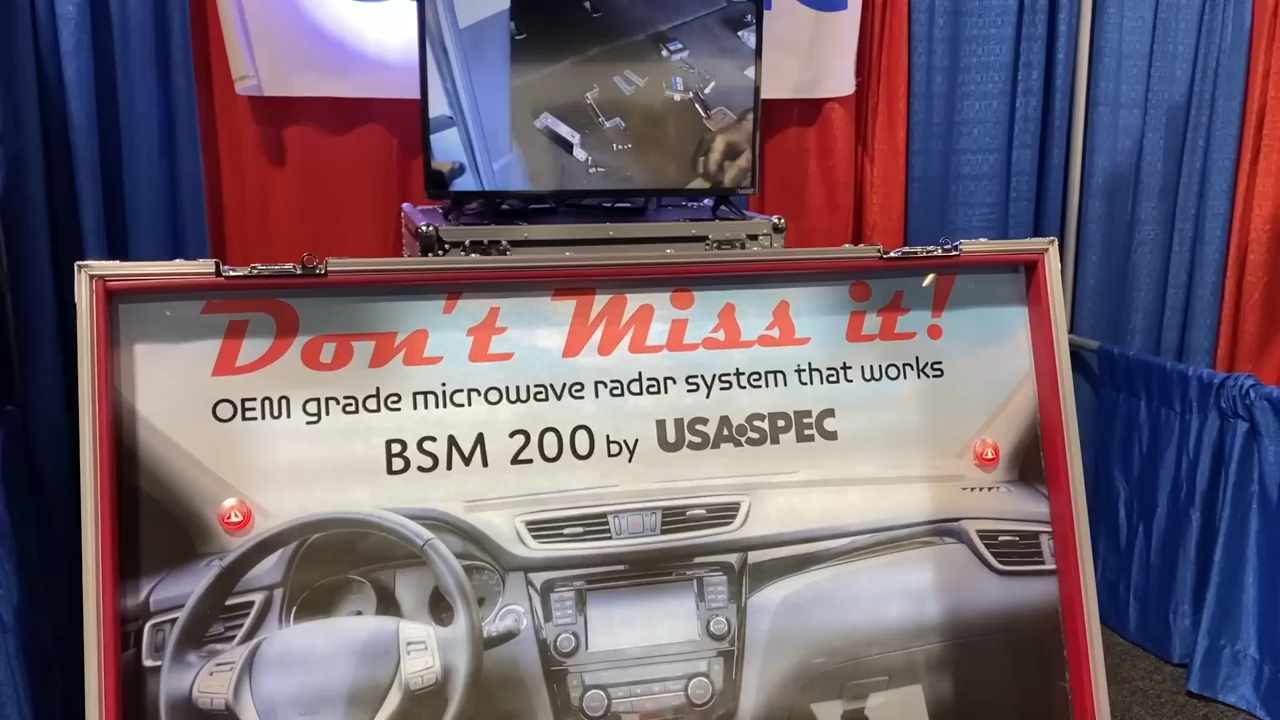 Don't Miss it!
OEM grade microwave radar system that works
BSM 200 by USA SPEC